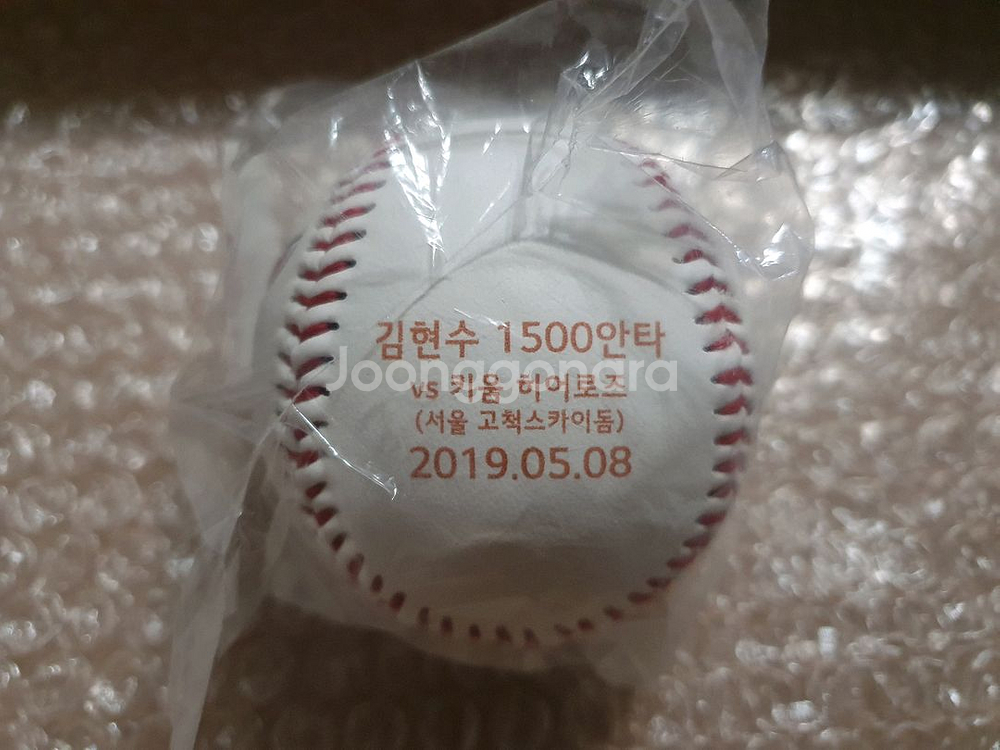 김현수 1500안타
Joonggonara
vs 키움 히어로즈
(서울 고척스카이돔)
2019.05.08